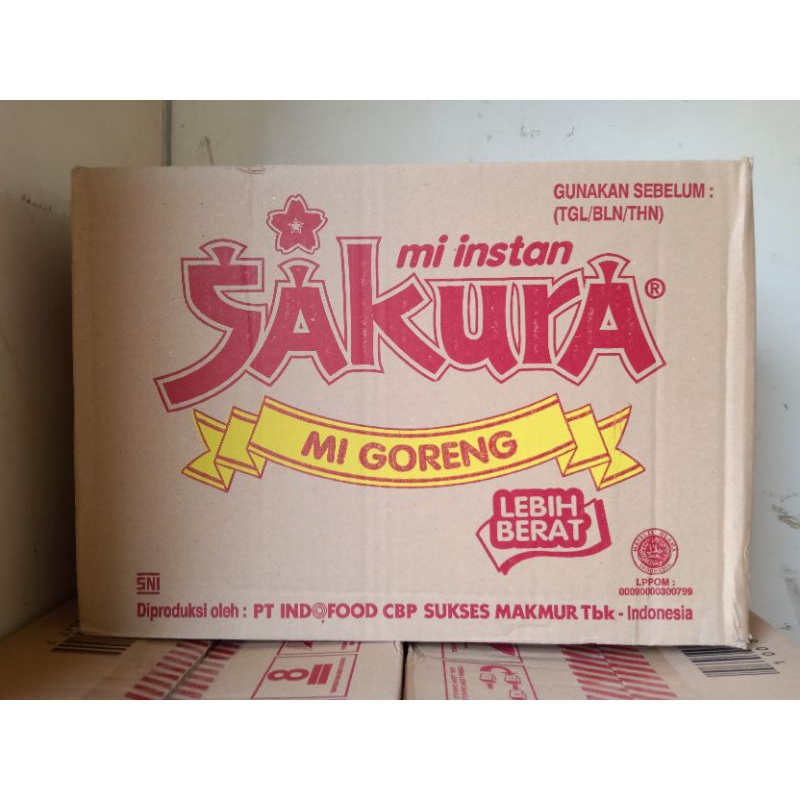 GUNAKAN SEBELUM :
(TGL/BLN/THN)
mi instan
SAkurA®
MI GORENG
LEBIH
BERAT
SNI
LPPOM :
00090000300799
Diproduksi oleh : PT INDOFOOD CBP SUKSES MAKMUR Tbk - Indonesia
8